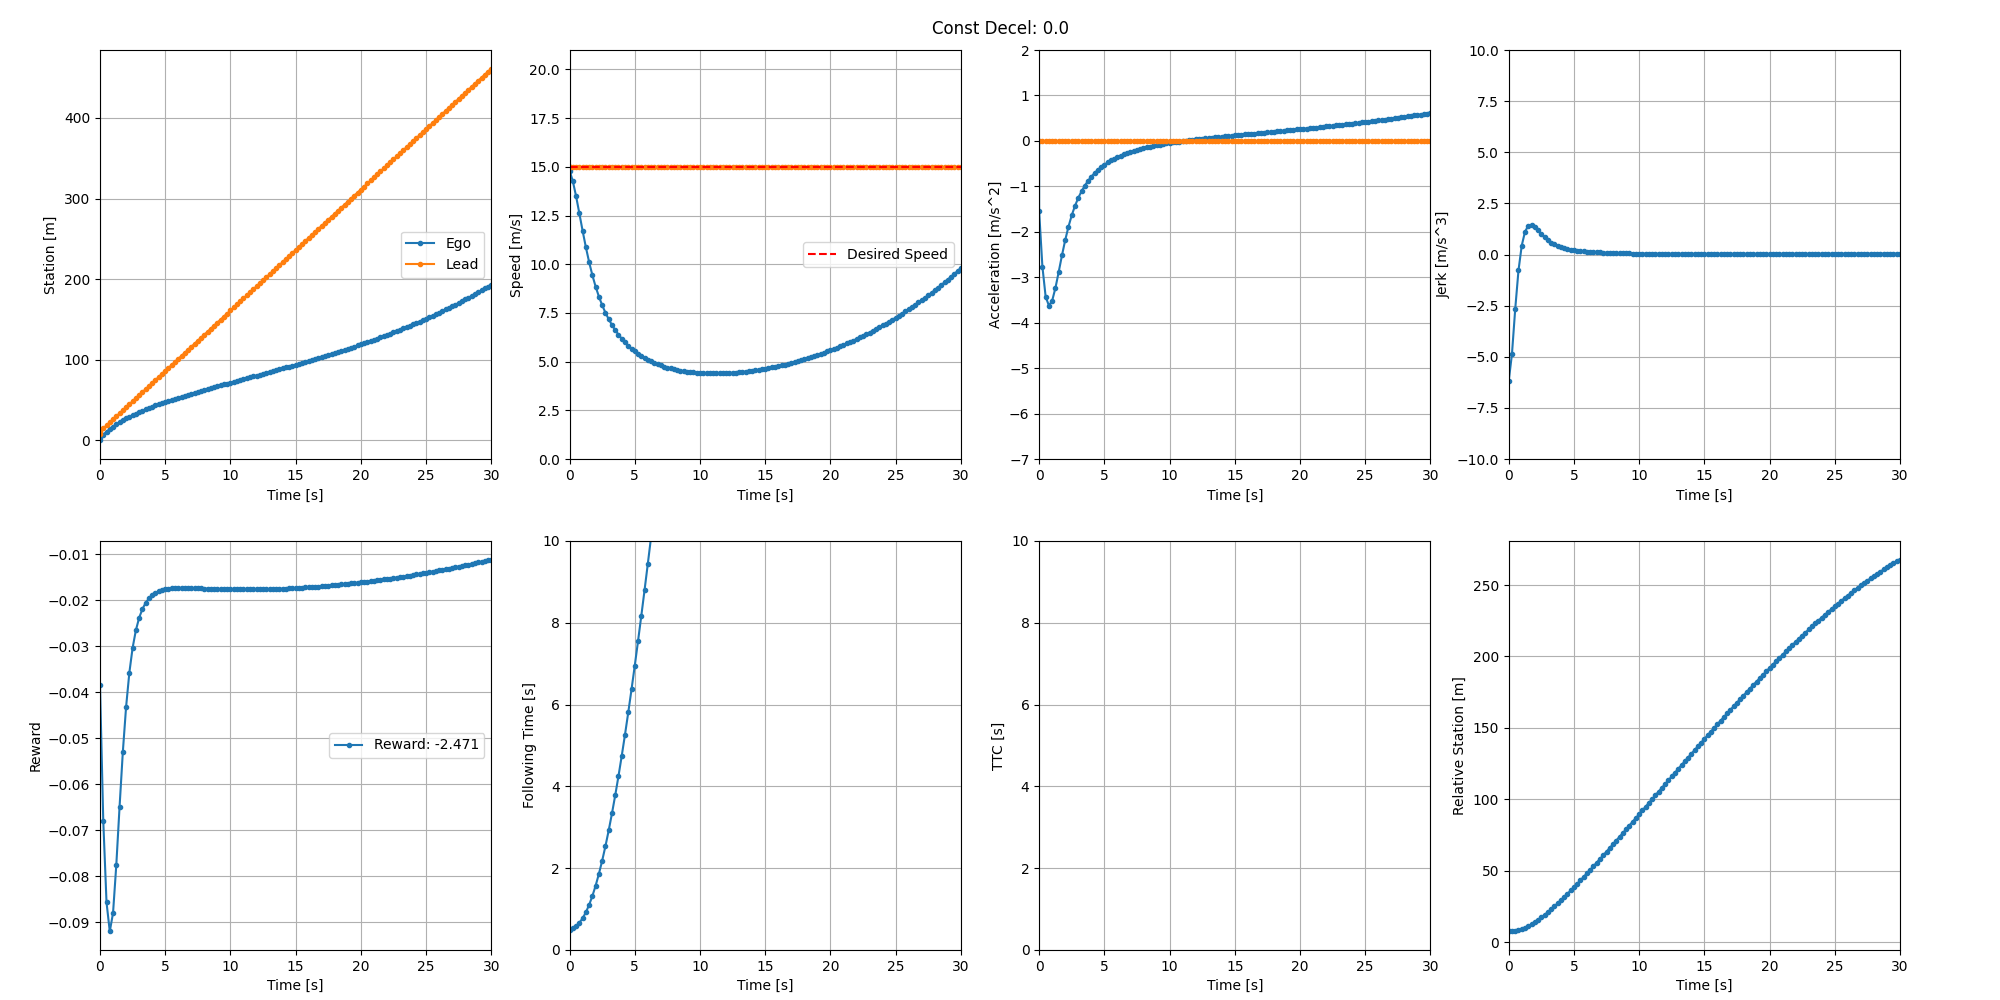 Const Decel: 0.0
Station [m]
400
300
200
100
0
0 5 10 15 20 25 30
Time [s]
Ego
Lead
Speed [m/s]
20.0
17.5
15.0
12.5
10.0
7.5
5.0
2.5
0.0
0 5 10 15 20 25 30
Time [s]
Desired Speed
Acceleration [m/s^2]
2
1
0
−1
−2
−3
−4
−5
−6
−7
0 5 10 15 20 25 30
Time [s]
Jerk [m/s^3]
10.0
7.5
5.0
2.5
0.0
−2.5
−5.0
−7.5
−10.0
0 5 10 15 20 25 30
Time [s]
Reward
−0.01
−0.02
−0.03
−0.04
−0.05
−0.06
−0.07
−0.08
−0.09
0 5 10 15 20 25 30
Time [s]
Reward: -2.471
Following Time [s]
10
8
6
4
2
0
0 5 10 15 20 25 30
Time [s]
TTC [s]
10
8
6
4
2
0
0 5 10 15 20 25 30
Time [s]
Relative Station [m]
250
200
150
100
50
0
0 5 10 15 20 25 30
Time [s]